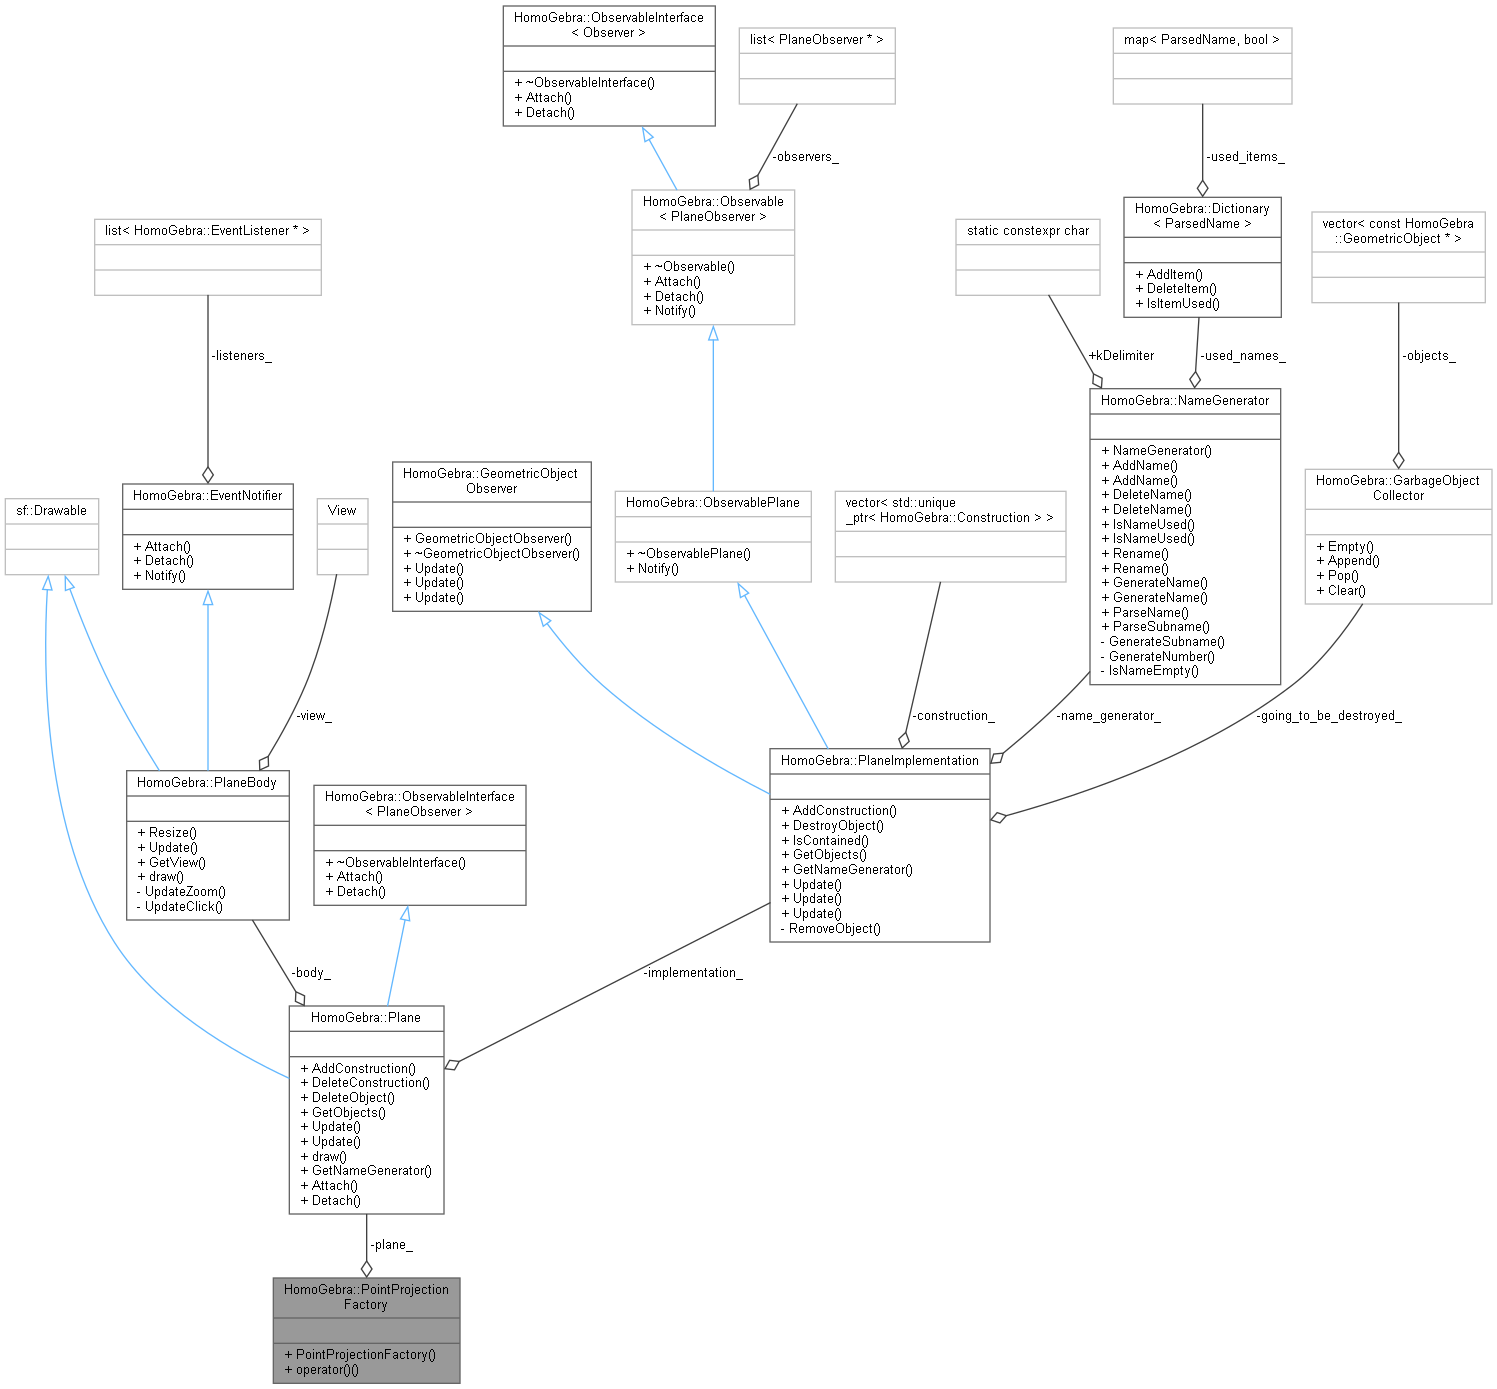 HomoGebra::ObservableInterface
< Observer >
+ ~ObservableInterface()
+ Attach()
+ Detach()
list< PlaneObserver * >
map< ParsedName, bool >
-observers_
-used_items_
HomoGebra::Observable
< PlaneObserver >
+ ~Observable()
+ Attach()
+ Detach()
+ Notify()
HomoGebra::Dictionary
< ParsedName >
+ AddItem()
+ DeleteItem()
+ IsItemUsed()
list< HomoGebra::EventListener * >
static constexpr char
vector< const HomoGebra
::GeometricObject * >
-listeners_
+kDelimiter
-used_names_
-objects_
HomoGebra::NameGenerator
+ NameGenerator()
+ AddName()
+ AddName()
+ DeleteName()
+ DeleteName()
+ IsNameUsed()
+ IsNameUsed()
+ Rename()
+ Rename()
+ GenerateName()
+ GenerateName()
+ ParseName()
+ ParseSubname()
- GenerateSubname()
- GenerateNumber()
- IsNameEmpty()
sf::Drawable
HomoGebra::EventNotifier
+ Attach()
+ Detach()
+ Notify()
View
HomoGebra::GeometricObject
Observer
+ GeometricObjectObserver()
+ ~GeometricObjectObserver()
+ Update()
+ Update()
+ Update()
HomoGebra::ObservablePlane
+ ~ObservablePlane()
+ Notify()
vector< std::unique
_ptr< HomoGebra::Construction > >
HomoGebra::GarbageObject
Collector
+ Empty()
+ Append()
+ Pop()
+ Clear()
-view_
-construction_
-name_generator_
-going_to_be_destroyed_
HomoGebra::PlaneBody
+ Resize()
+ Update()
+ GetView()
+ draw()
- UpdateZoom()
- UpdateClick()
HomoGebra::ObservableInterface
< PlaneObserver >
+ ~ObservableInterface()
+ Attach()
+ Detach()
HomoGebra::PlaneImplementation
+ AddConstruction()
+ DestroyObject()
+ IsContained()
+ GetObjects()
+ GetNameGenerator()
+ Update()
+ Update()
+ Update()
- RemoveObject()
-body_
-implementation_
HomoGebra::Plane
+ AddConstruction()
+ DeleteConstruction()
+ DeleteObject()
+ GetObjects()
+ Update()
+ Update()
+ draw()
+ GetNameGenerator()
+ Attach()
+ Detach()
-plane_
HomoGebra::PointProjection
Factory
+ PointProjectionFactory()
+ operator()()